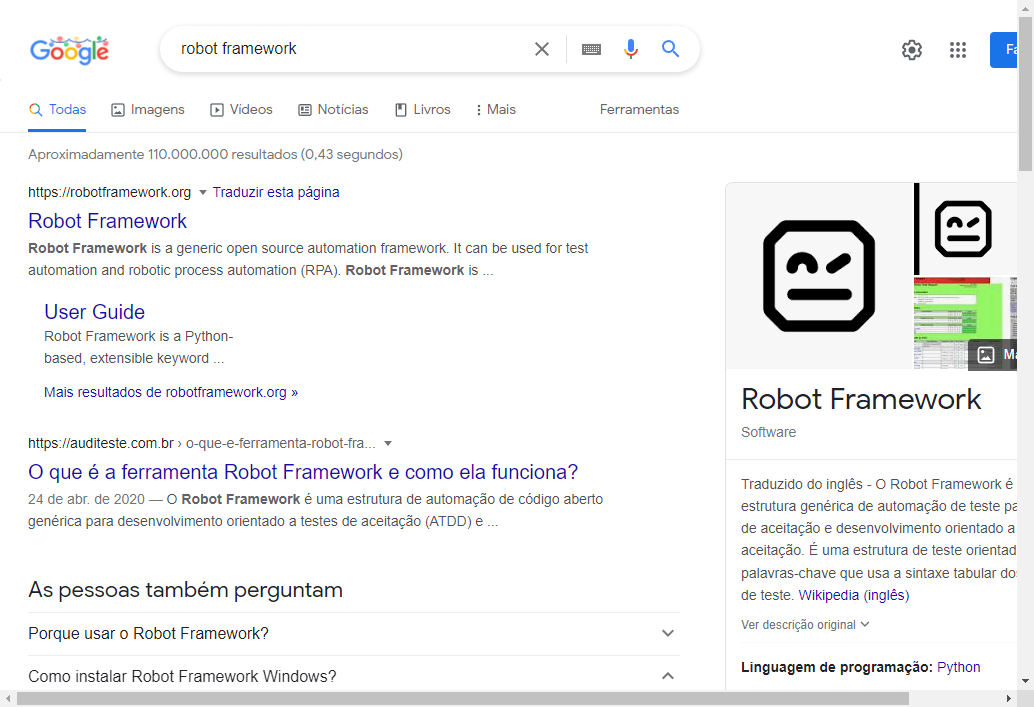 Google
robot framework
Fa
Todas
Imagens
Vídeos
Notícias
Livros
Mais
Ferramentas
Aproximadamente 110.000.000 resultados (0,43 segundos)
https://robotframework.org Traduzir esta página
Robot Framework
Robot Framework is a generic open source automation framework. It can be used for test
automation and robotic process automation (RPA). Robot Framework is ...
User Guide
Robot Framework is a Python-
based, extensible keyword ...
Mais resultados de robotframework.org »
https://auditeste.com.br › o-que-e-ferramenta-robot-fra...
O que é a ferramenta Robot Framework e como ela funciona?
24 de abr. de 2020 — O Robot Framework é uma estrutura de automação de código aberto
genérica para desenvolvimento orientado a testes de aceitação (ATDD) e ...
As pessoas também perguntam
Porque usar o Robot Framework?
Como instalar Robot Framework Windows?
Ma
Robot Framework
Software
Traduzido do inglês - O Robot Framework é
estrutura genérica de automação de teste pa
de aceitação e desenvolvimento orientado a
aceitação. É uma estrutura de teste orientad
palavras-chave que usa a sintaxe tabular dos
de teste. Wikipedia (inglês)
Ver descrição original
Linguagem de programação: Python